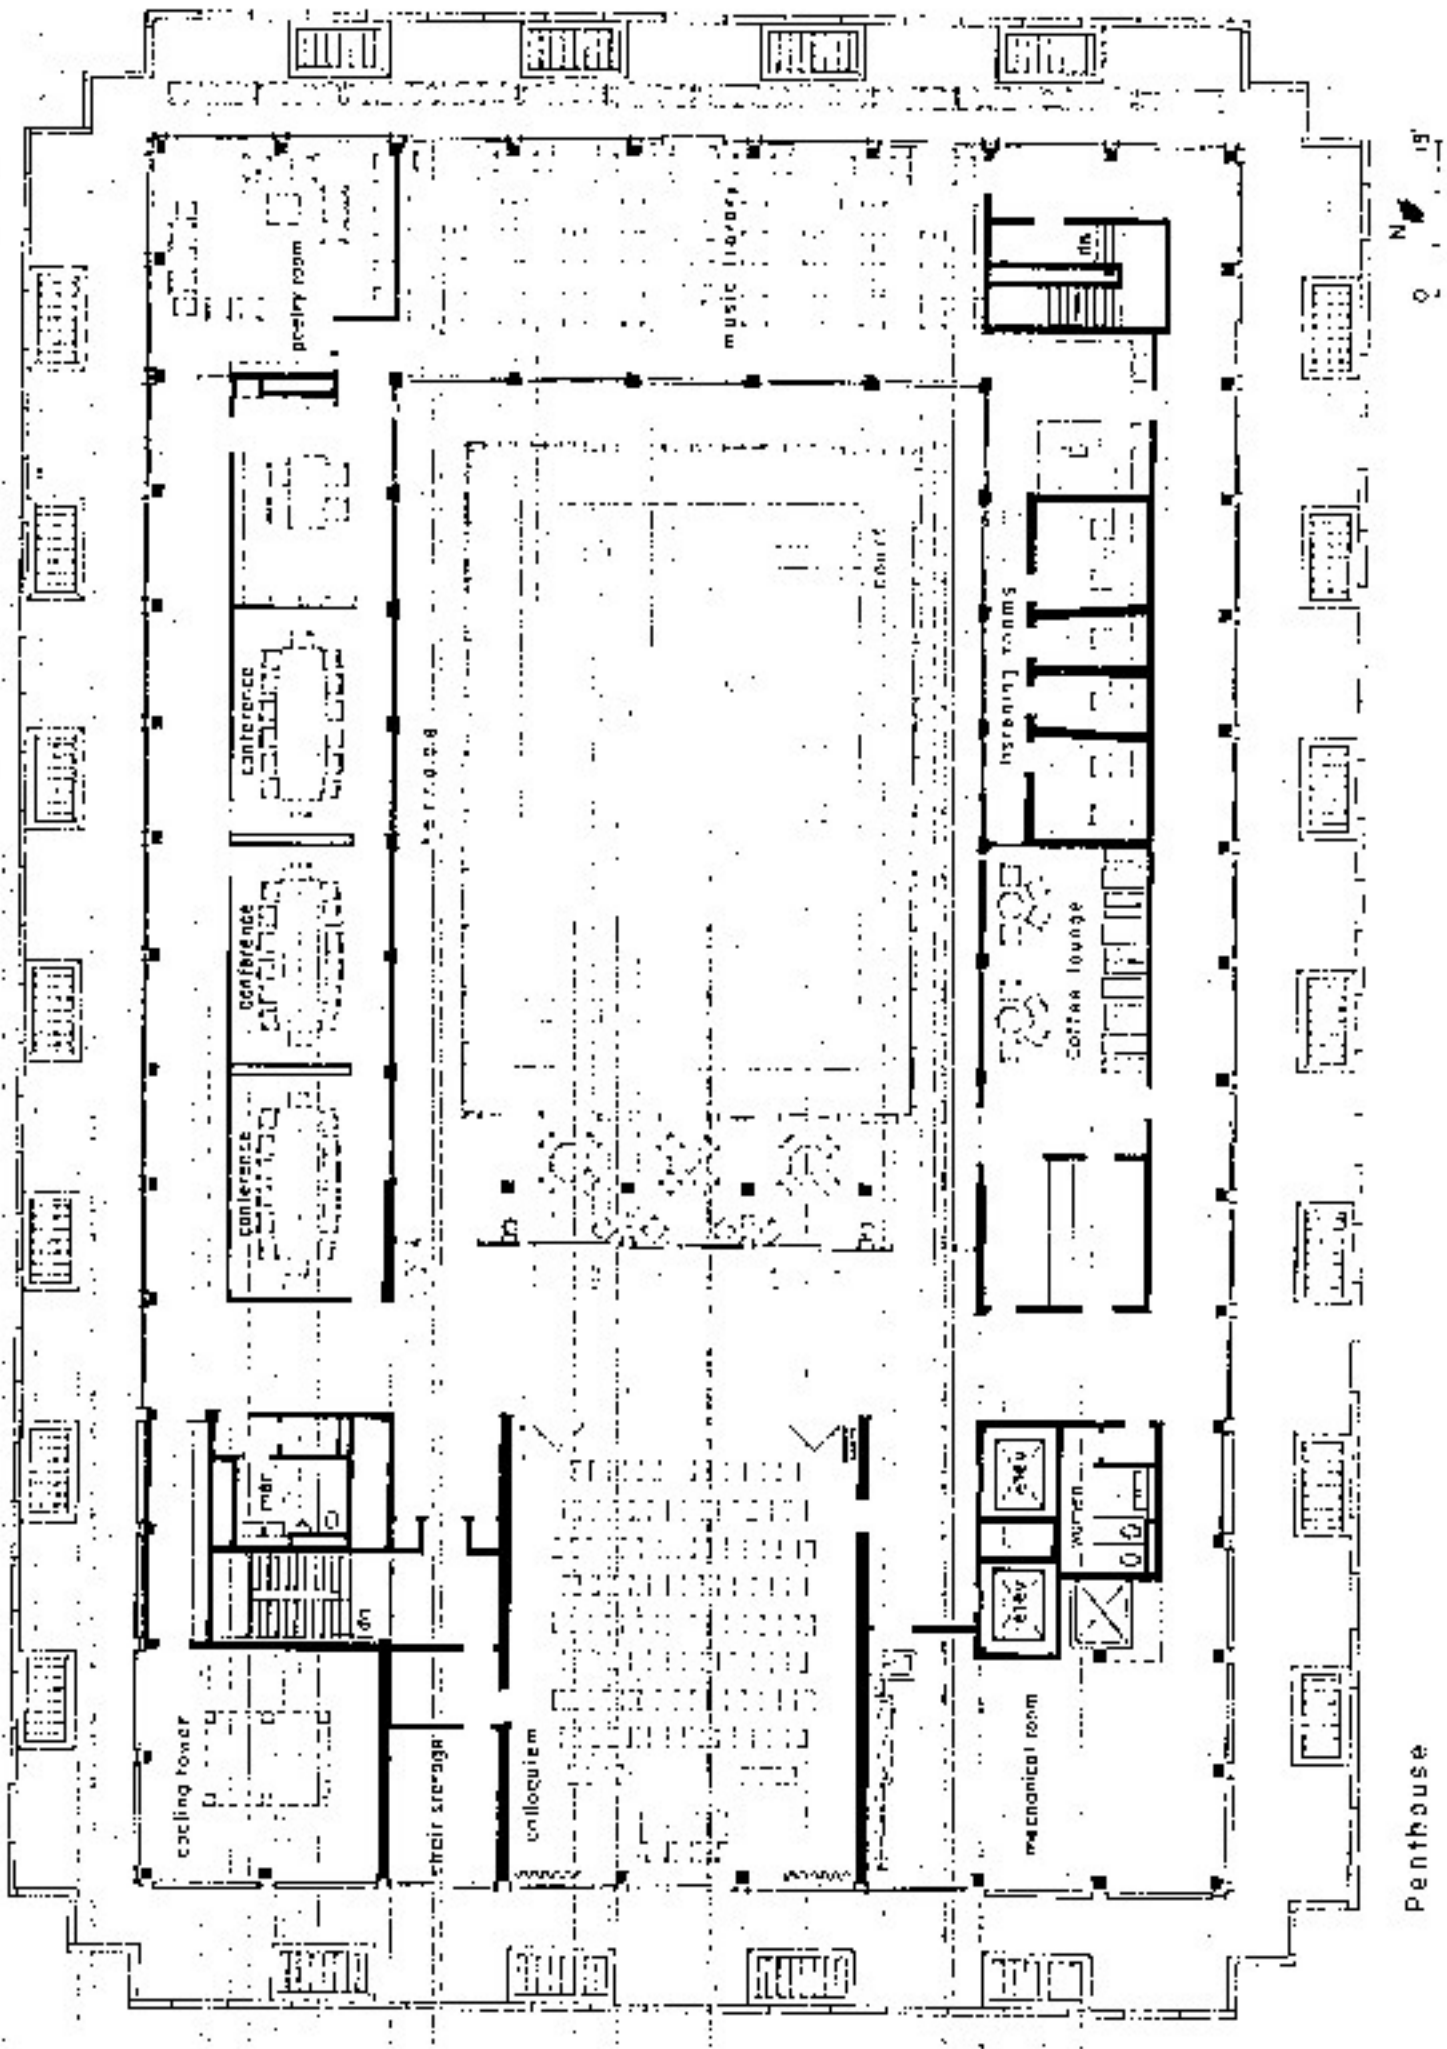 poetry room
music library
dn
N
0
conference
terrace
court
listening rooms
conference
coffee lounge
conference
men
elev
women
elev
dn
cooling tower
chair storage
colloquium
mechanical room
Penthouse